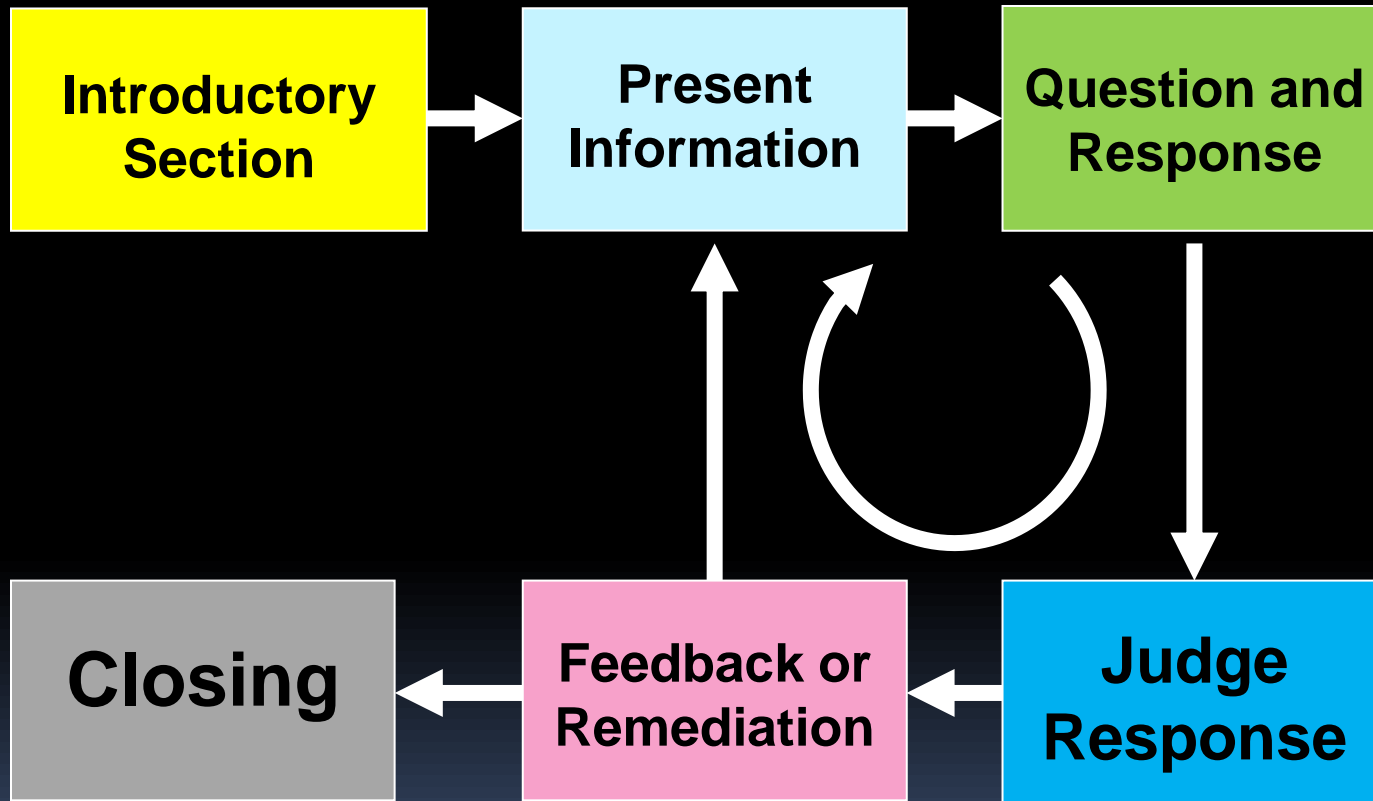 Introductory
Section
Present
Information
Question and
Response
Closing
Feedback or
Remediation
Judge
Response